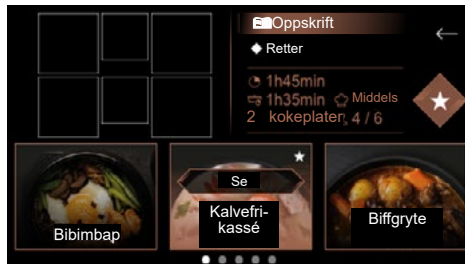 Oppskrift
Retter
1h45min
1h35min Middels
2 kokeplater 4 / 6
Se
Bibimbap
Kalvefri-
kassé
Biffgryte